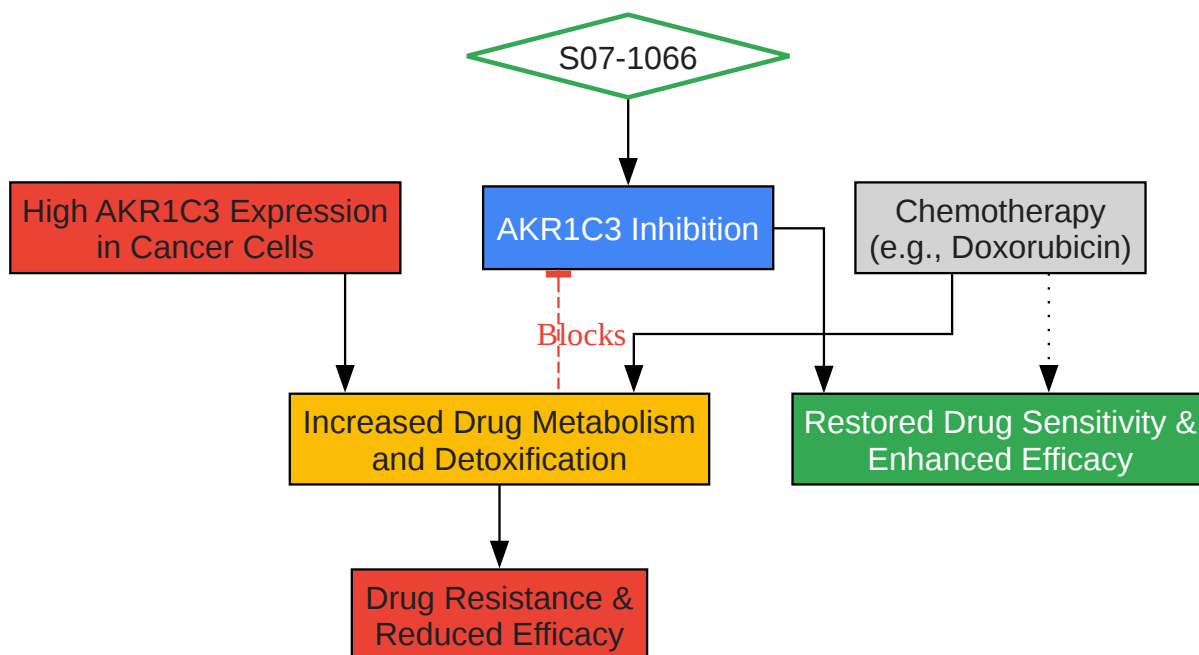 S07-1066
High AKR1C3 Expression
in Cancer Cells
AKR1C3 Inhibition
Chemotherapy
(e.g., Doxorubicin)
Blocks
Increased Drug Metabolism
and Detoxification
Restored Drug Sensitivity &
Enhanced Efficacy
Drug Resistance &
Reduced Efficacy